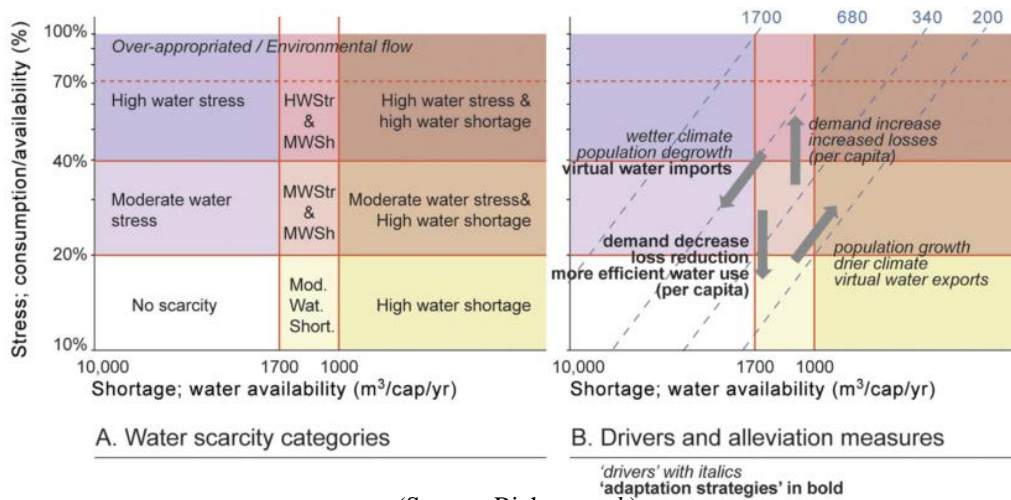 Stress; consumption/availability (%)
100%
70%
40%
20%
10%
Over-appropriated / Environmental flow
High water stress
HWStr
&
MWSh
High water stress &
high water shortage
Moderate water
stress
MWStr
&
MWSh
Moderate water stress&
High water shortage
No scarcity
Mod.
Wat.
Short.
High water shortage
10,000
1700
1000
Shortage; water availability (m³/cap/yr)
A. Water scarcity categories
1700
680
340
200
wetter climate
population degrowth
virtual water imports
demand increase
increased losses
(per capita)
demand decrease
loss reduction
more efficient water use
(per capita)
population growth
drier climate
virtual water exports
10,000
1700
1000
Shortage; water availability (m³/cap/yr)
B. Drivers and alleviation measures
'drivers' with italics
'adaptation strategies' in bold